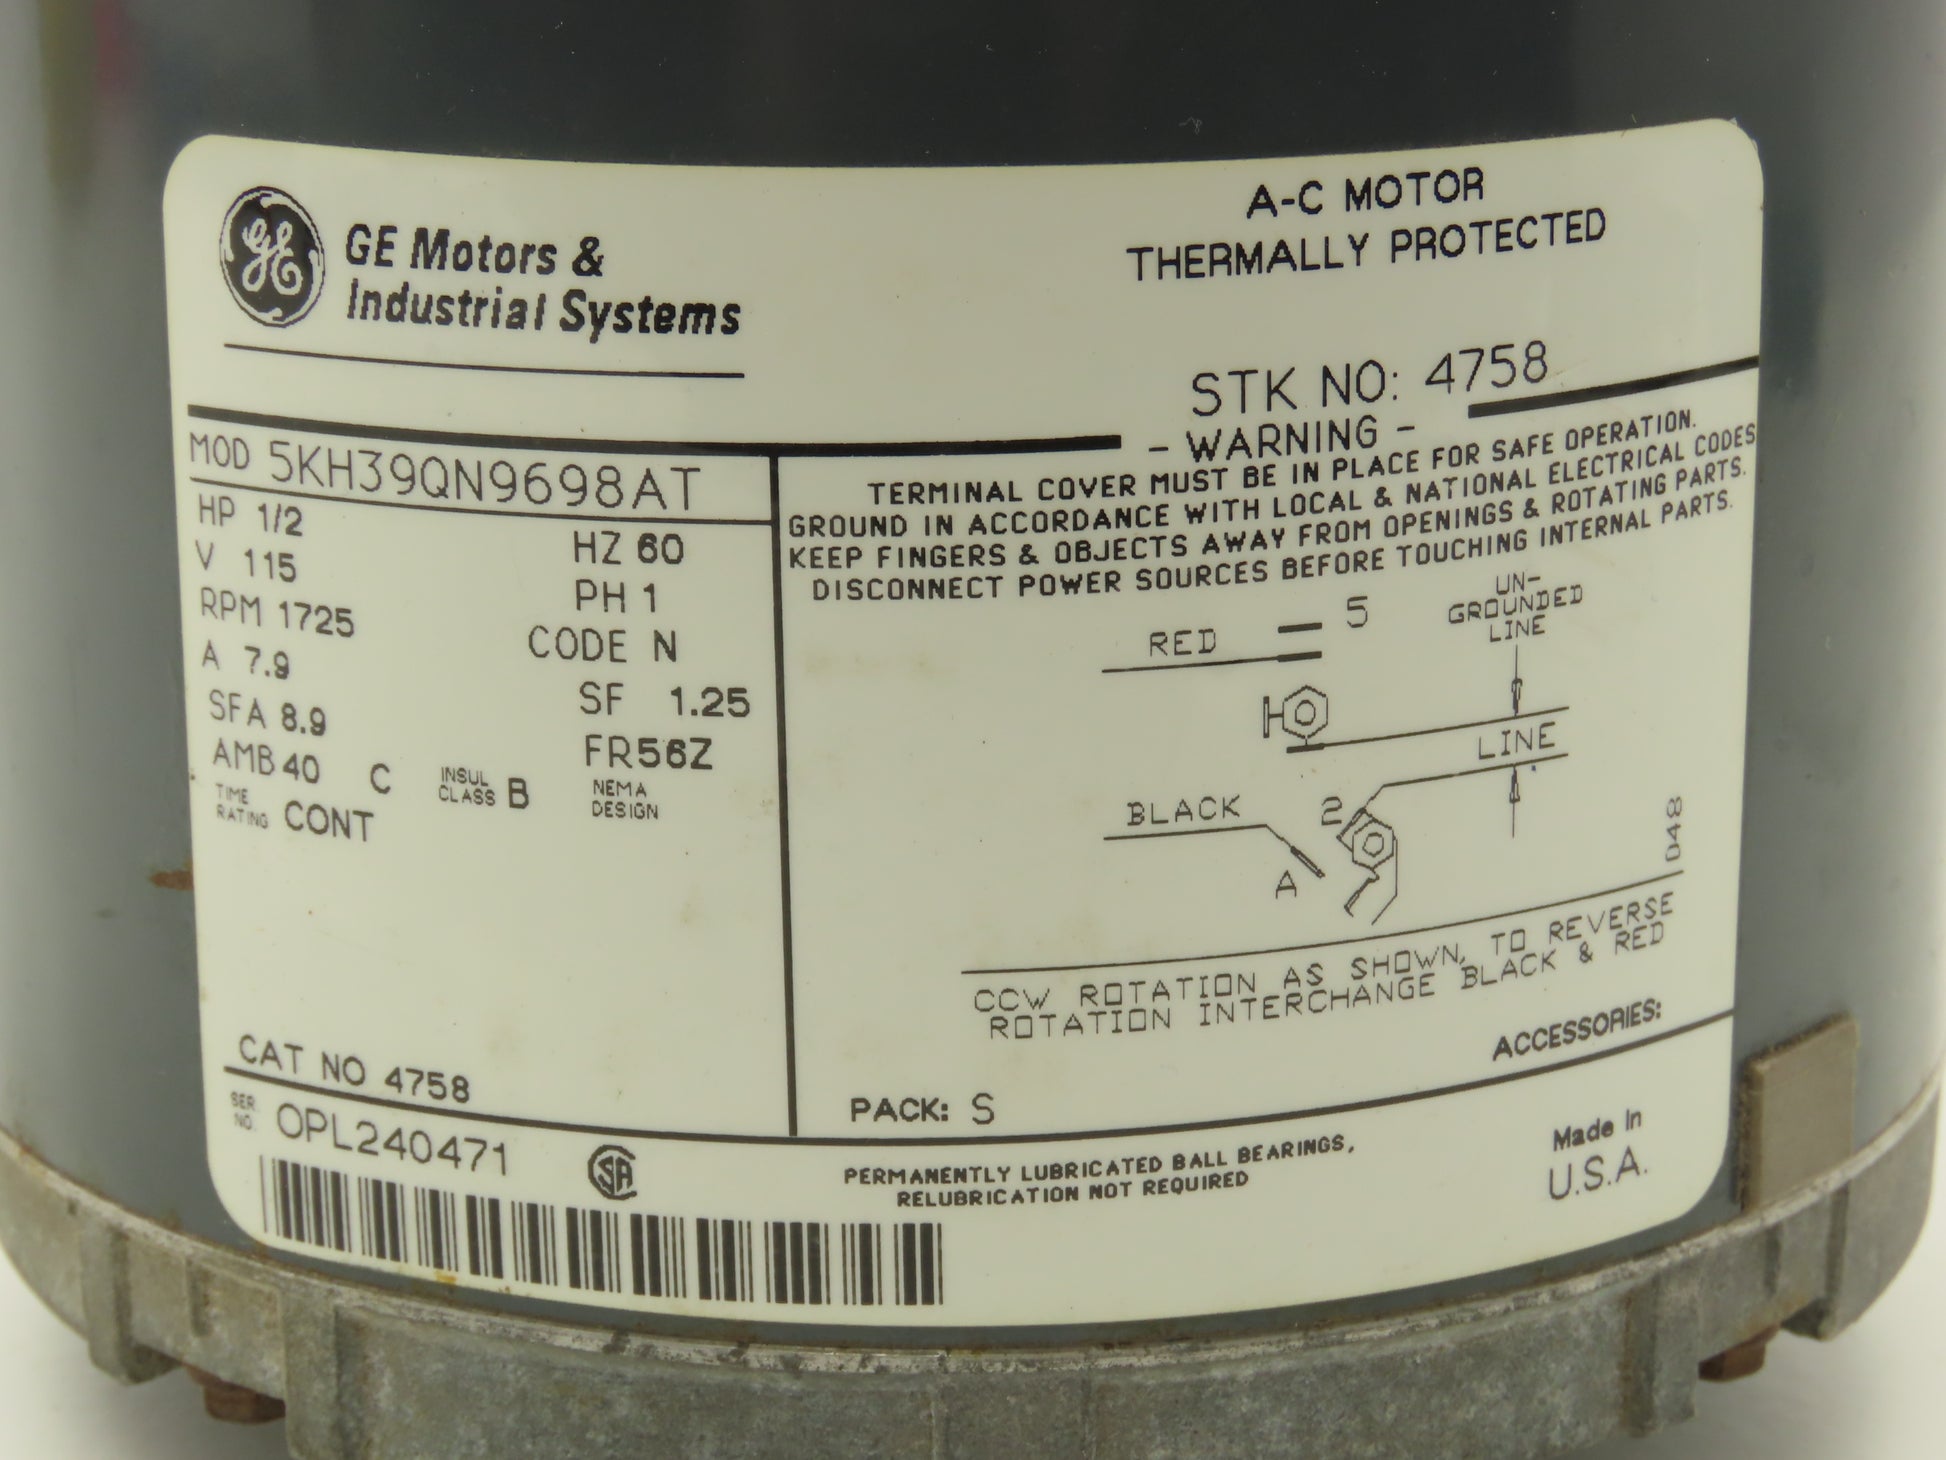 GE
GE Motors &
Industrial Systems
A-C MOTOR
THERMALLY PROTECTED
STK NO: 4758
MOD 5KH39QN9698AT
HP 1/2
HZ 60
V 115
PH 1
RPM 1725
CODE N
A 7.9
SF 1.25
SFA 8.9
FR56Z
AMB 40 C
INSUL
CLASS B
NEMA
DESIGN
TIME
RATING CONT
CAT NO 4758
SER.
NO. OPL240471
SA
- WARNING -
TERMINAL COVER MUST BE IN PLACE FOR SAFE OPERATION.
GROUND IN ACCORDANCE WITH LOCAL & NATIONAL ELECTRICAL CODES
KEEP FINGERS & OBJECTS AWAY FROM OPENINGS & ROTATING PARTS.
DISCONNECT POWER SOURCES BEFORE TOUCHING INTERNAL PARTS.
RED
5
UN-
GROUNDED
LINE
LINE
BLACK
2
A
D48
CCW ROTATION AS SHOWN, TO REVERSE
ROTATION INTERCHANGE BLACK & RED
ACCESSORIES:
PACK: S
PERMANENTLY LUBRICATED BALL BEARINGS,
RELUBRICATION NOT REQUIRED
Made in
U.S.A.